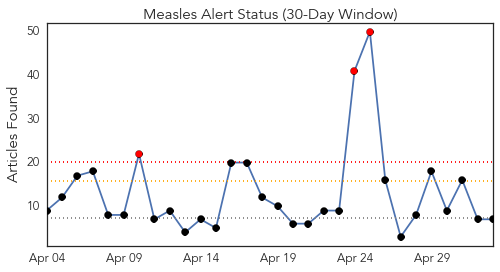 Measles Alert Status (30-Day Window)
Articles Found
50
40
30
20
10
Apr 04 Apr 09 Apr 14 Apr 19 Apr 24 Apr 29